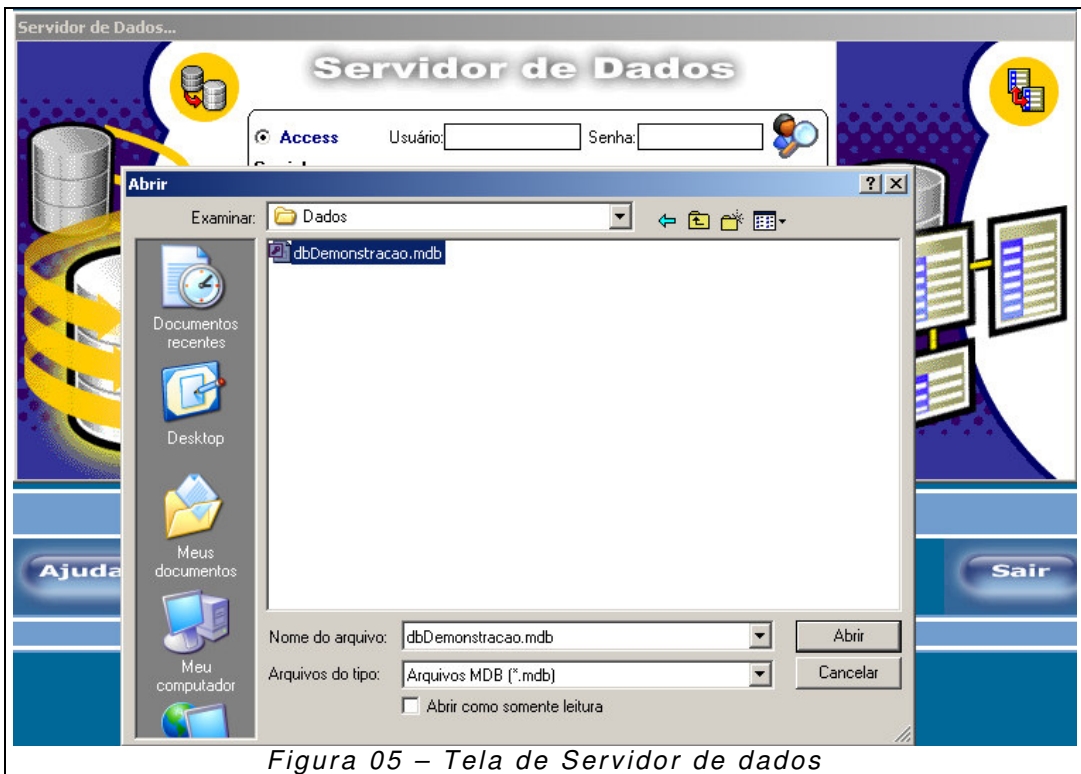 Servidor de Dados...
Servidor de Dados
Access Usuário: Senha:
Abrir
Examinar: Dados
dbDemonstracao.mdb
Documentos
recentes
Desktop
Meus
documentos
Meu
computador
Ajuda
Sair
Nome do arquivo: dbDemonstracao.mdb Abrir
Arquivos do tipo: Arquivos MDB (*.mdb) Cancelar
Abrir como somente leitura
Figura 05 – Tela de Servidor de dados